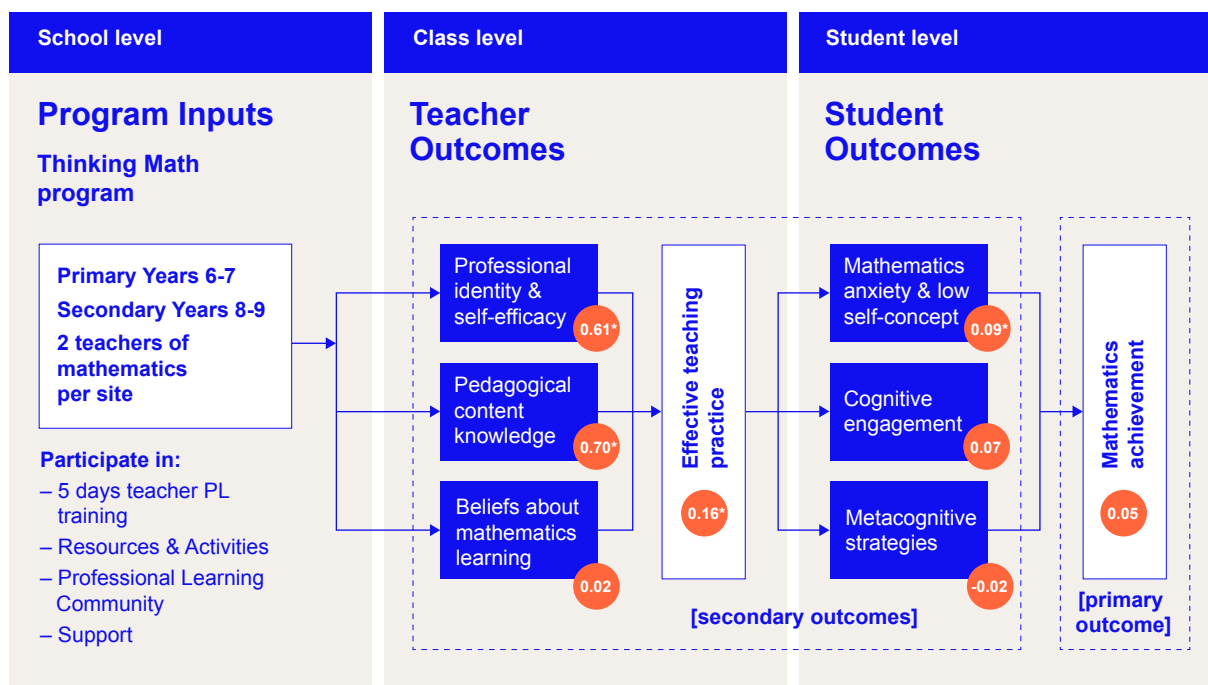 School level
Program Inputs
Thinking Math
program
Primary Years 6-7
Secondary Years 8-9
2 teachers of
mathematics
per site
Participate in:
– 5 days teacher PL
training
– Resources & Activities
– Professional Learning
Community
– Support
Class level
Teacher
Outcomes
Professional
identity &
self-efficacy
0.61*
Pedagogical
content
knowledge
0.70*
Beliefs about
mathematics
learning
0.02
Effective teaching
practice
0.16*
[secondary outcomes]
Student level
Student
Outcomes
Mathematics
anxiety & low
self-concept
0.09*
Cognitive
engagement
0.07
Metacognitive
strategies
-0.02
Mathematics
achievement
0.05
[primary
outcome]